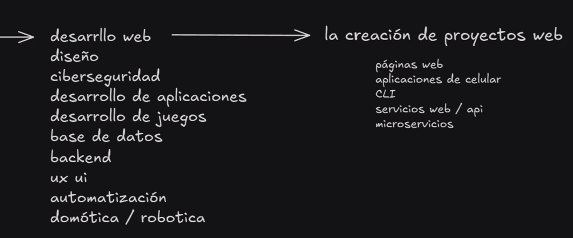 desarrllo web
diseño
ciberseguridad
desarrollo de aplicaciones
desarrollo de juegos
base de datos
backend
ux ui
automatización
domótica / robotica
la creación de proyectos web
páginas web
aplicaciones de celular
CLI
servicios web / api
microservicios